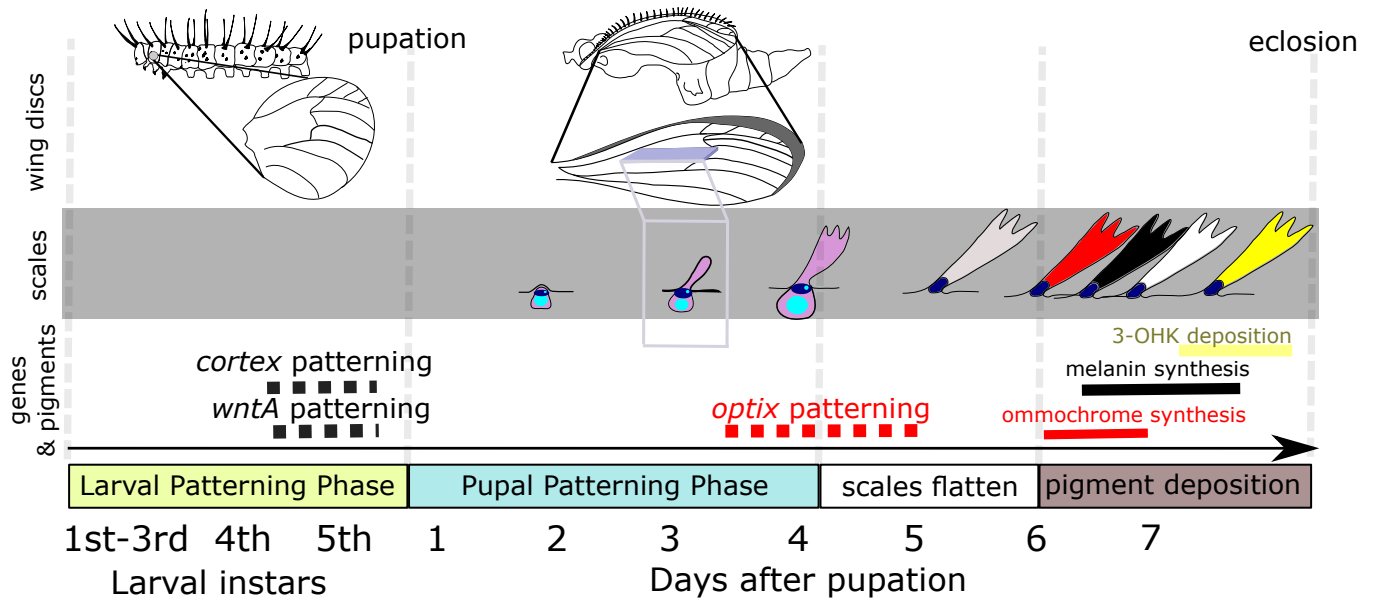 pupation
eclosion
wing discs
scales
genes
& pigments
3-OHK deposition
cortex patterning
melanin synthesis
wntA patterning
optix patterning
ommochrome synthesis
Larval Patterning Phase
Pupal Patterning Phase
scales flatten
pigment deposition
1st-3rd 4th 5th 1 2 3 4 5 6 7
Larval instars
Days after pupation